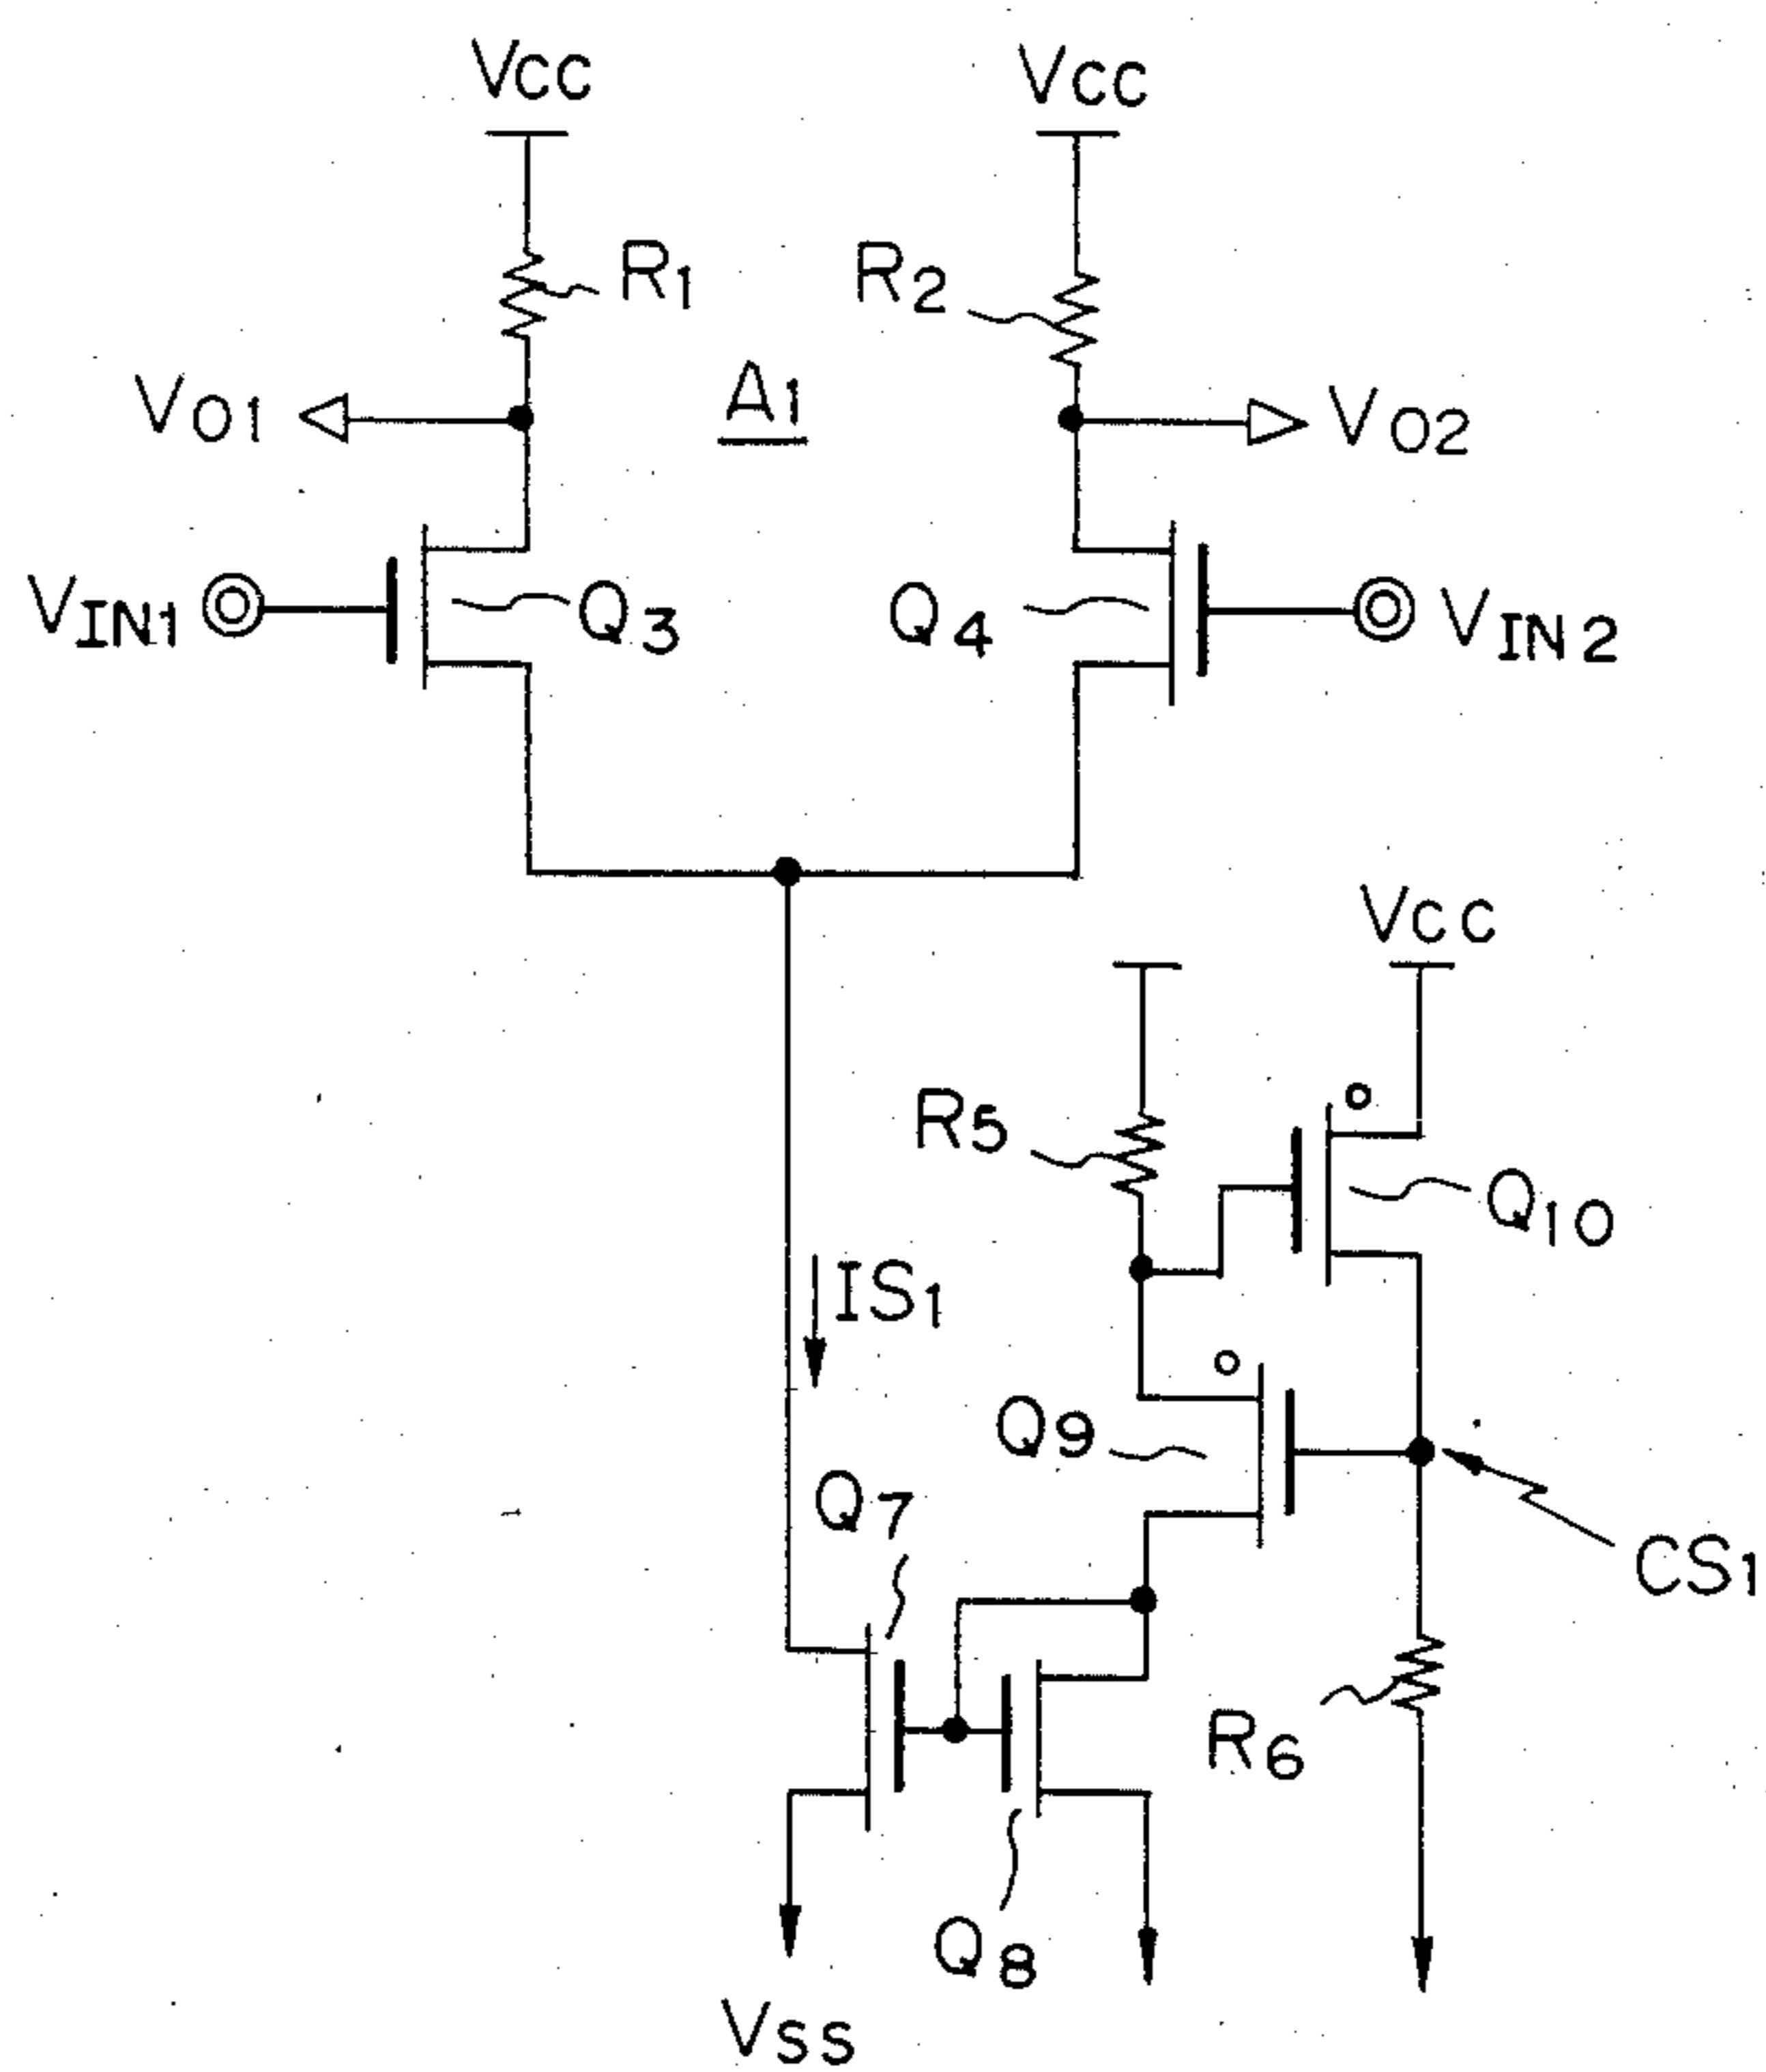 Vcc Vcc
R1 R2
Vo1 A1 Vo2
VIN1 Q3 Q4 VIN2
Vcc
R5
Q10
IS1
Q9
Q7
CS1
R6
Q8
Vss